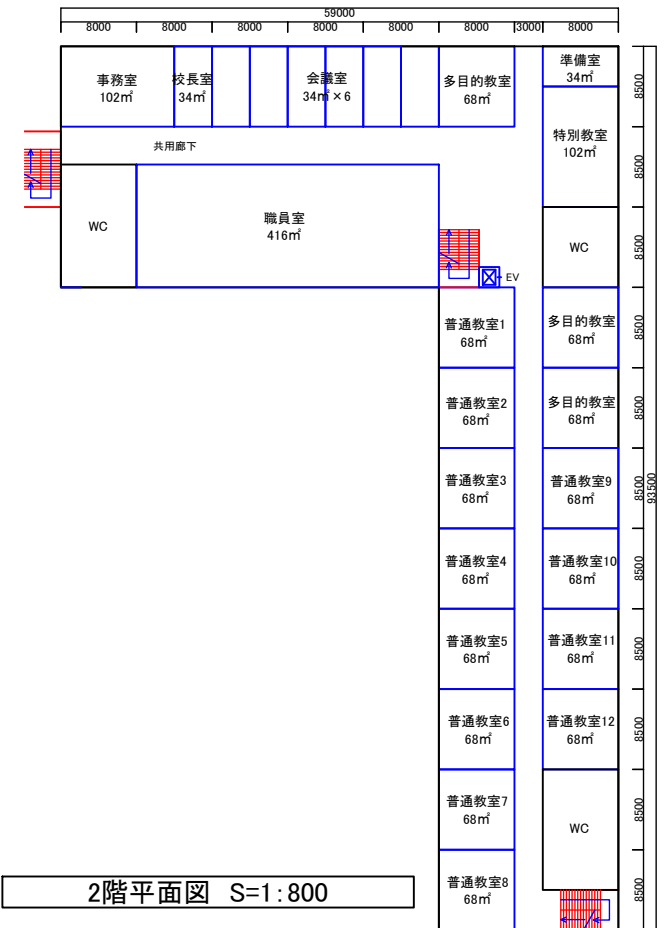 59000
8000 8000 8000 8000 8000 8000 3000 8000
事務室
102㎡
校長室
34㎡
会議室
34㎡×6
多目的教室
68㎡
準備室
34㎡
8500
特別教室
102㎡
8500
共用廊下
WC
職員室
416㎡
WC
8500
EV
普通教室1
68㎡
多目的教室
68㎡
8500
普通教室2
68㎡
多目的教室
68㎡
8500
普通教室3
68㎡
普通教室9
68㎡
8500
93500
普通教室4
68㎡
普通教室10
68㎡
8500
普通教室5
68㎡
普通教室11
68㎡
8500
普通教室6
68㎡
普通教室12
68㎡
8500
普通教室7
68㎡
WC
8500
普通教室8
68㎡
8500
2階平面図 S=1:800